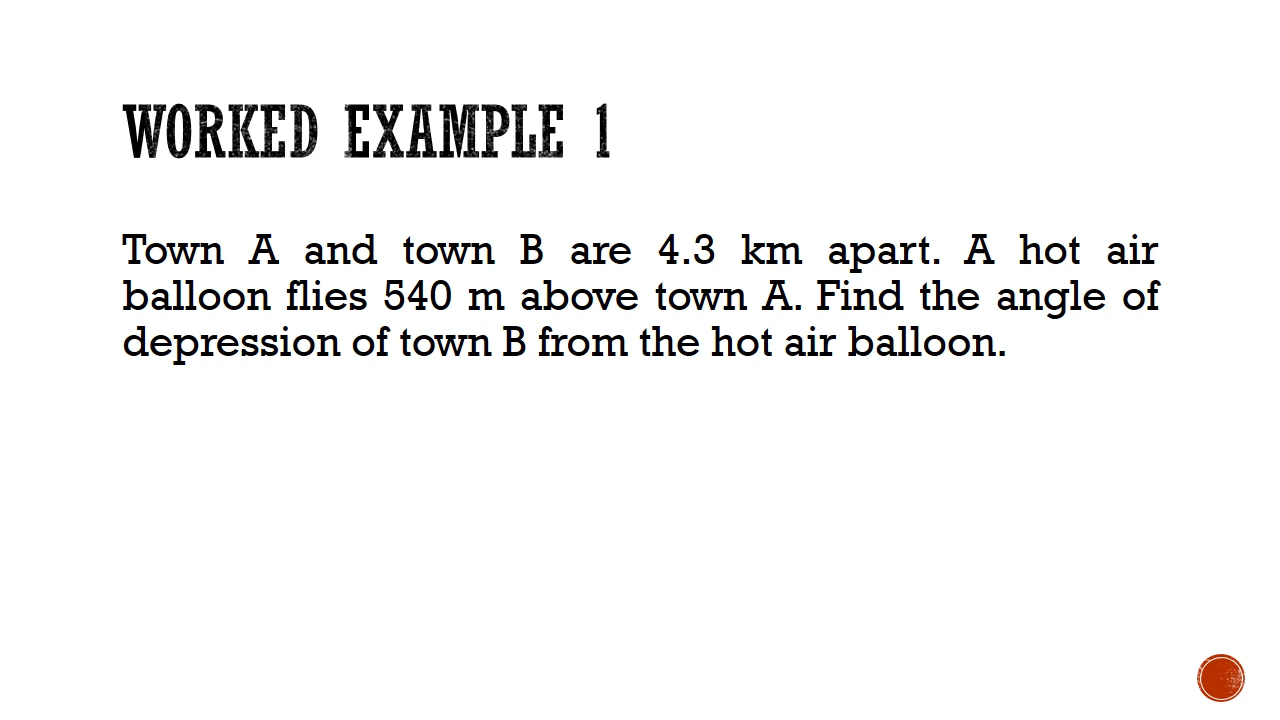 WORKED EXAMPLE 1
Town A and town B are 4.3 km apart. A hot air
balloon flies 540 m above town A. Find the angle of
depression of town B from the hot air balloon.